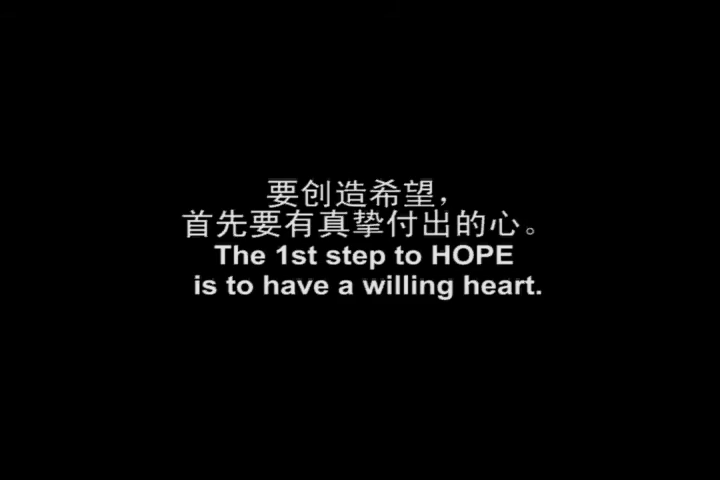 要创造希望，
首先要有真挚付出的心。
The 1st step to HOPE
is to have a willing heart.